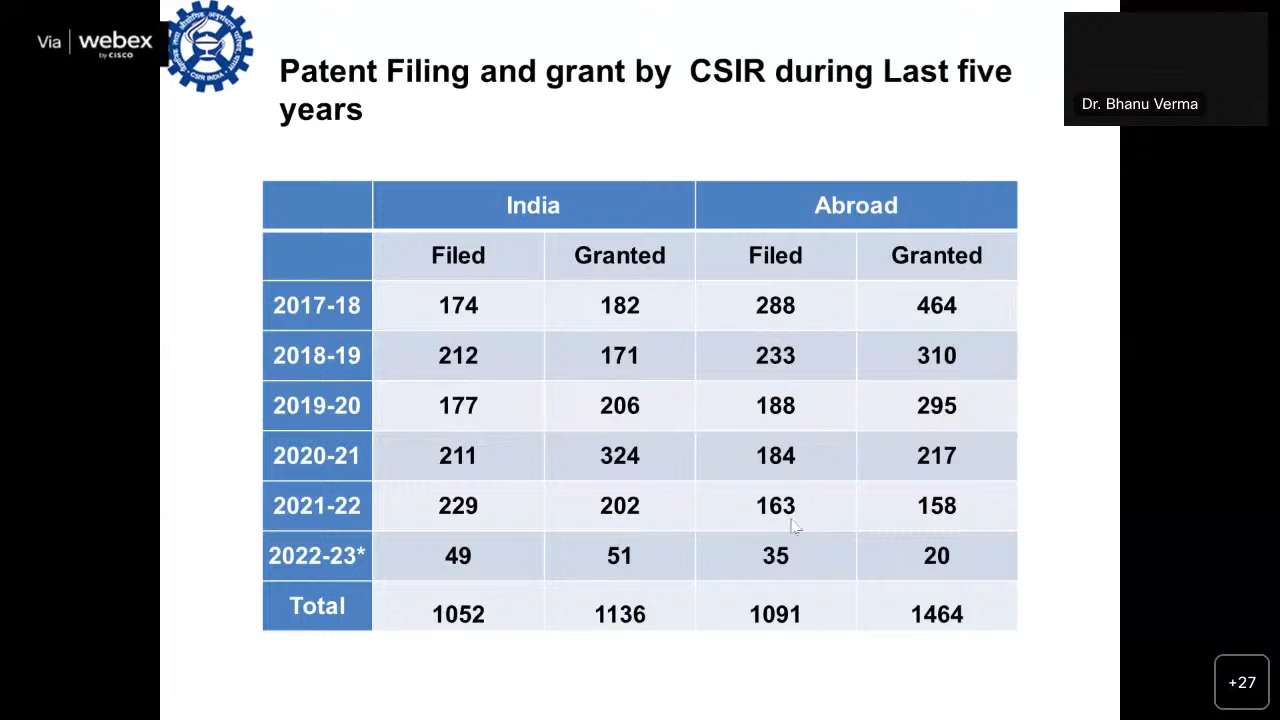 Via webex
by CISCO
CSIR INDIA
Patent Filing and grant by CSIR during Last five
years
Dr. Bhanu Verma
India Abroad
Filed Granted Filed Granted
2017-18 174 182 288 464
2018-19 212 171 233 310
2019-20 177 206 188 295
2020-21 211 324 184 217
2021-22 229 202 163 158
2022-23* 49 51 35 20
Total 1052 1136 1091 1464
+27